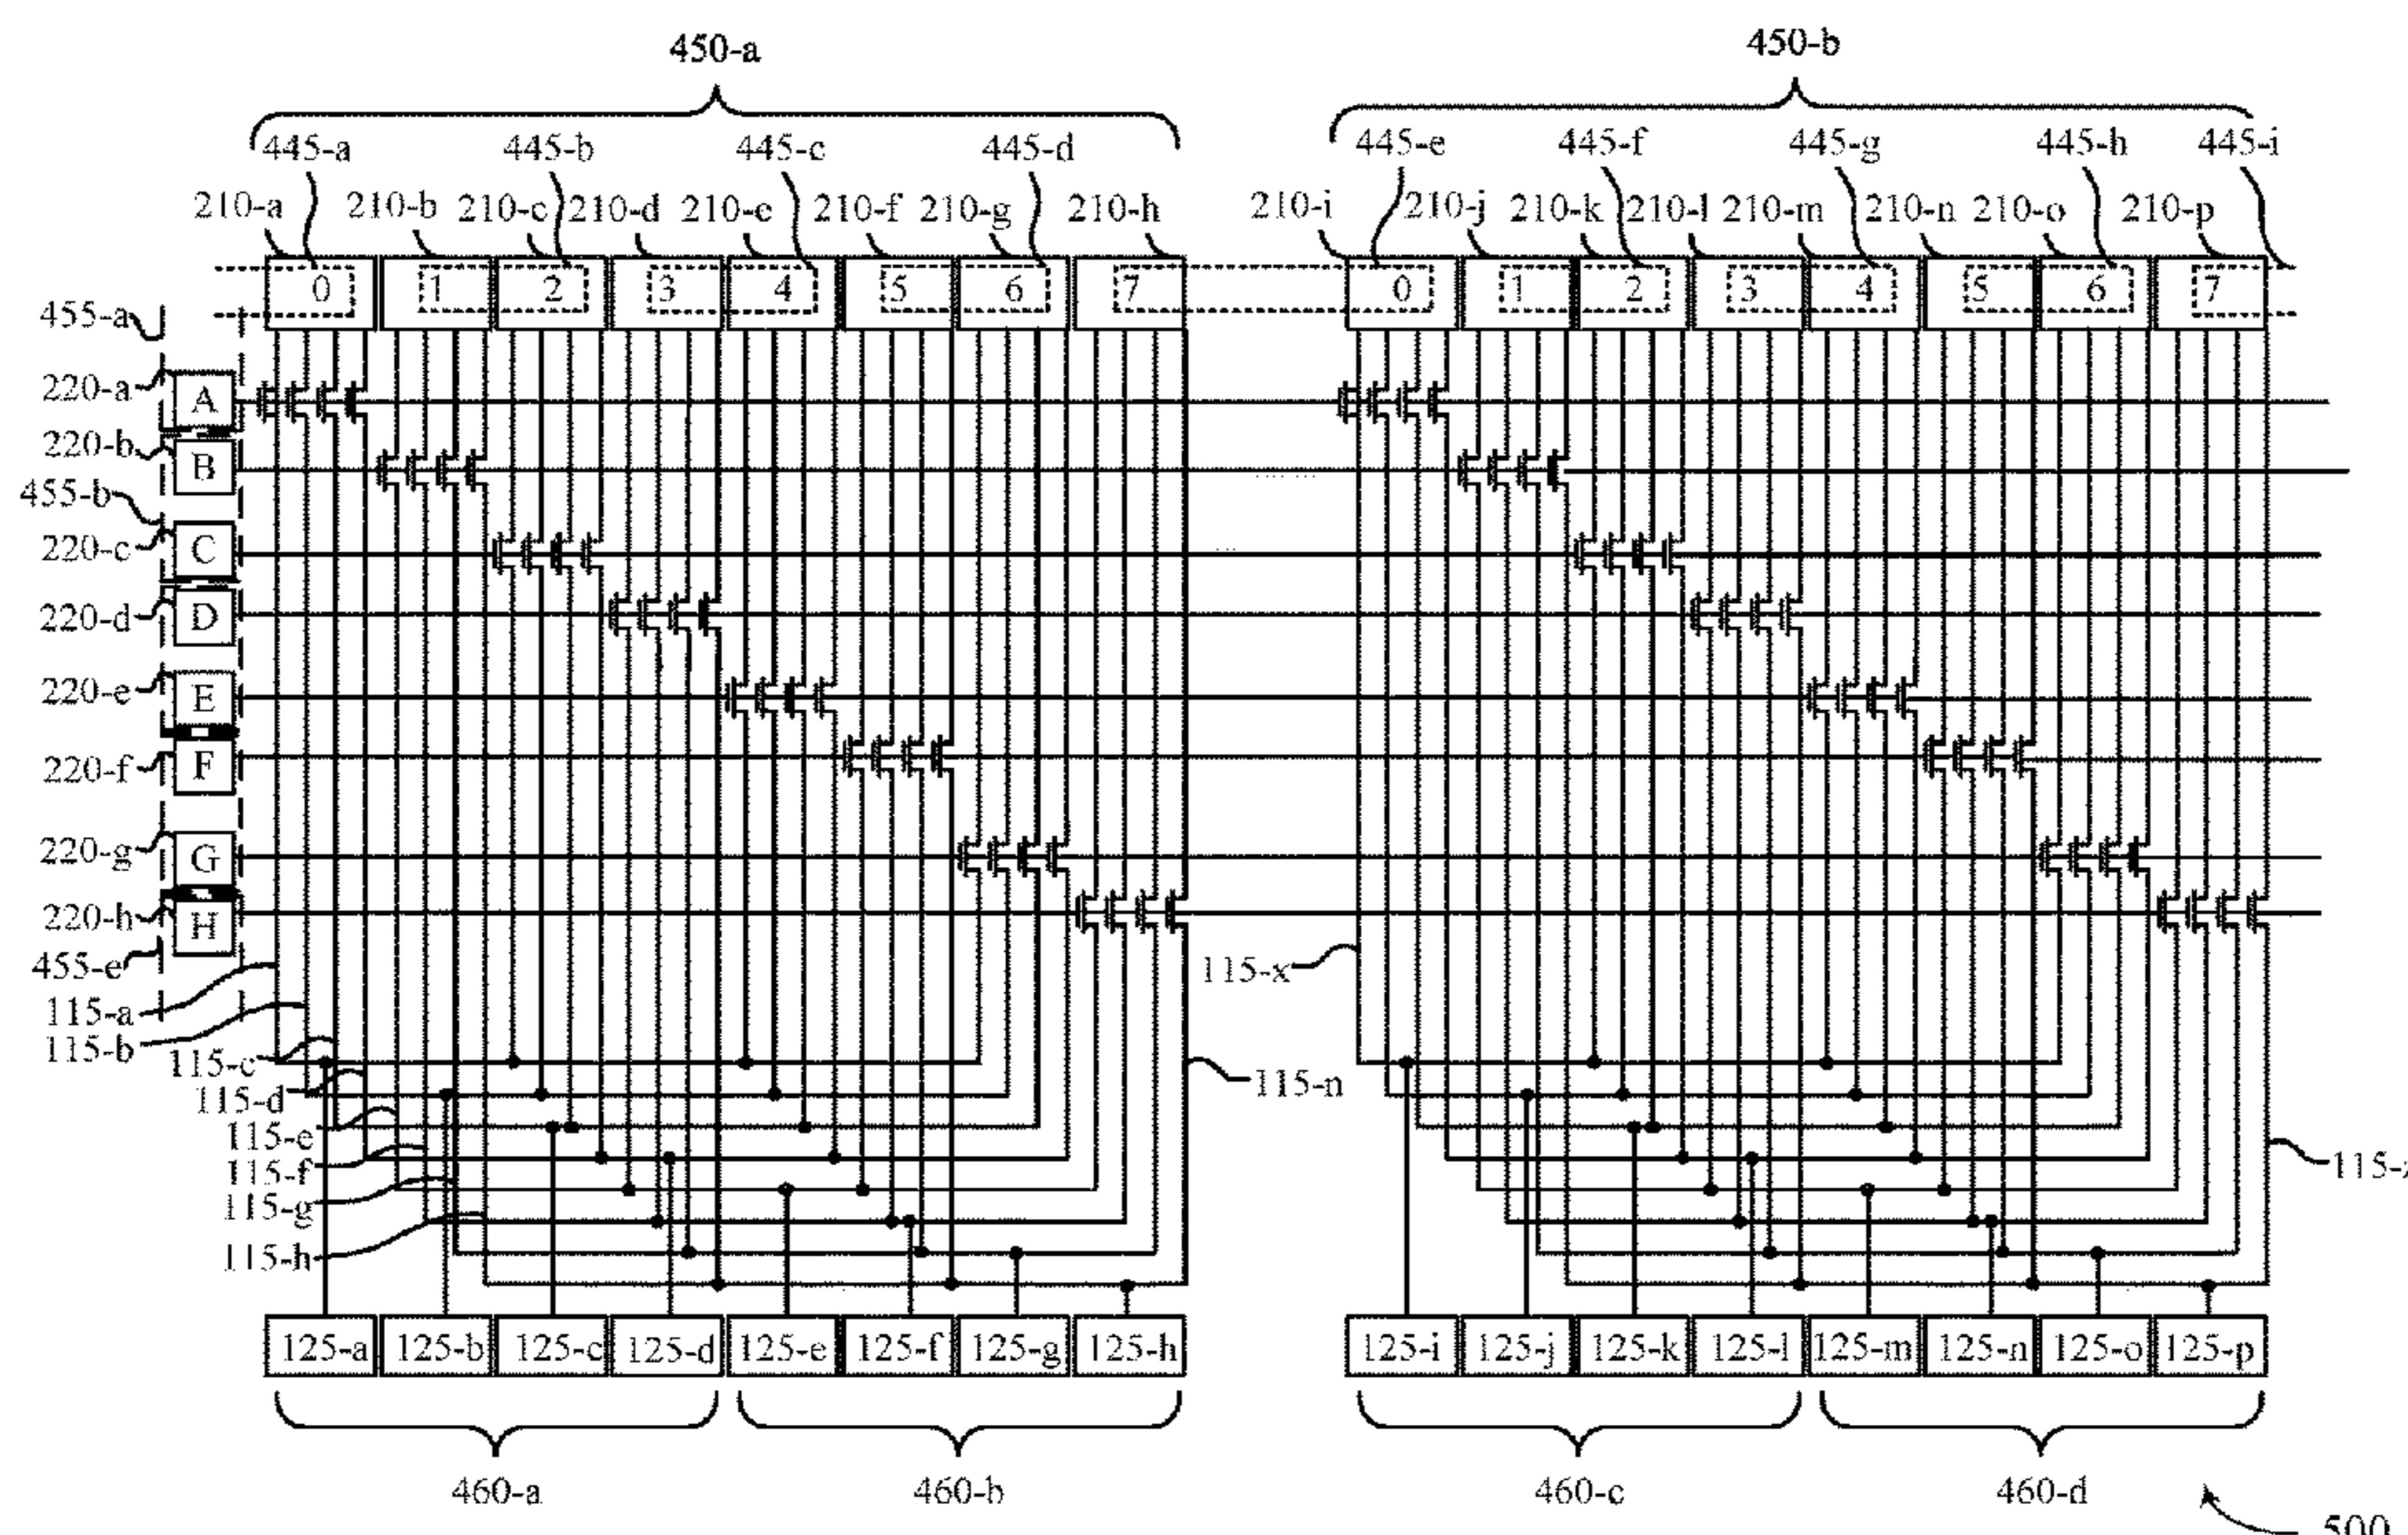 450-a 450-b
445-a 445-b 445-c 445-d 445-e 445-f 445-g 445-h 445-i
210-a 210-b 210-c 210-d 210-e 210-f 210-g 210-h 210-i 210-j 210-k 210-l 210-m 210-n 210-o 210-p
0 1 2 3 4 5 6 7 0 1 2 3 4 5 6 7
455-a
220-a A
220-b B
455-b
220-c C
220-d D
220-e E
220-f F
220-g G
220-h H
455-e
115-x
115-a
115-b
115-c
115-n
115-d
115-e
115-f
115-g
115-h
125-a 125-b 125-c 125-d 125-e 125-f 125-g 125-h 125-i 125-j 125-k 125-l 125-m 125-n 125-o 125-p
460-a 460-b 460-c 460-d
500